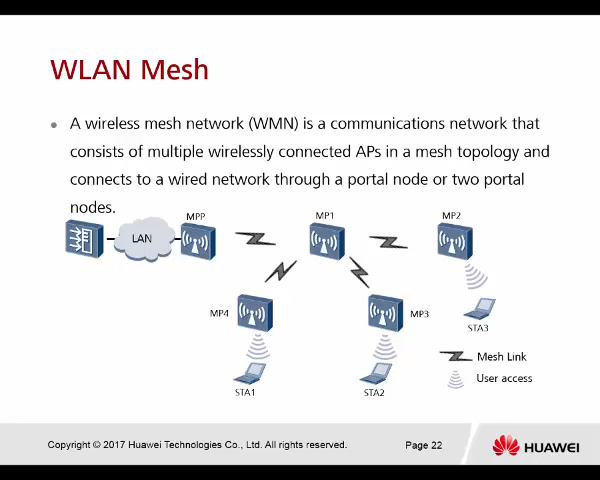 WLAN Mesh
• A wireless mesh network (WMN) is a communications network that
consists of multiple wirelessly connected APs in a mesh topology and
connects to a wired network through a portal node or two portal
nodes.
MPP
MP1
MP2
LAN
MP4
MP3
STA3
STA1
STA2
Mesh Link
User access
Copyright © 2017 Huawei Technologies Co., Ltd. All rights reserved.
Page 22
HUAWEI